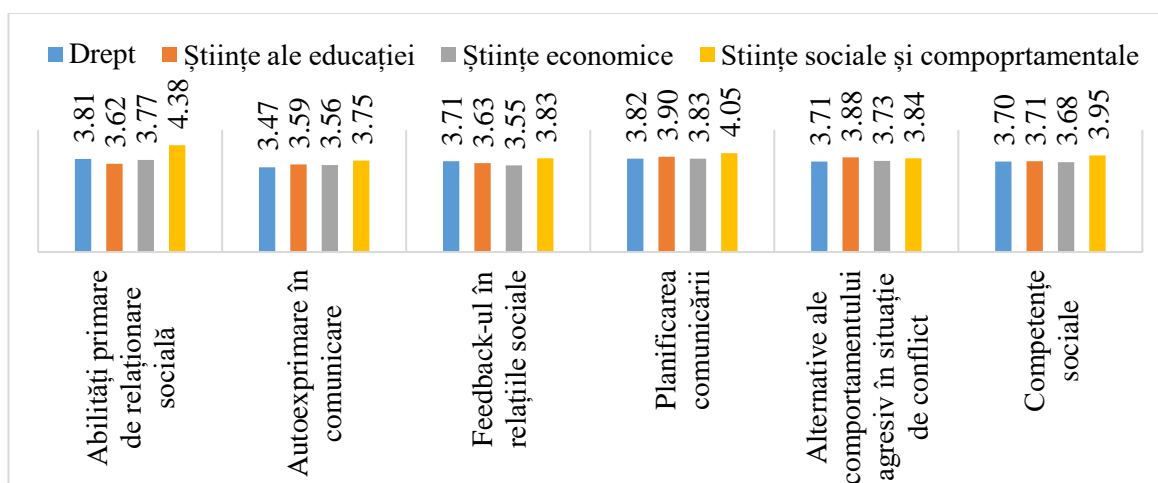 Drept Științe ale educației Științe economice Stiințe sociale și compoprtamentale
3.81 3.62 3.77 4.38 3.47 3.59 3.56 3.75 3.71 3.63 3.55 3.83 3.82 3.90 3.83 4.05 3.71 3.88 3.73 3.84 3.70 3.71 3.68 3.95
Abilități primare
de relaționare
socială
Autoexprimare în
comunicare
Feedback-ul în
relațiile sociale
Planificarea
comunicării
Alternative ale
comportamentului
agresiv în situație
de conflict
Competențe
sociale